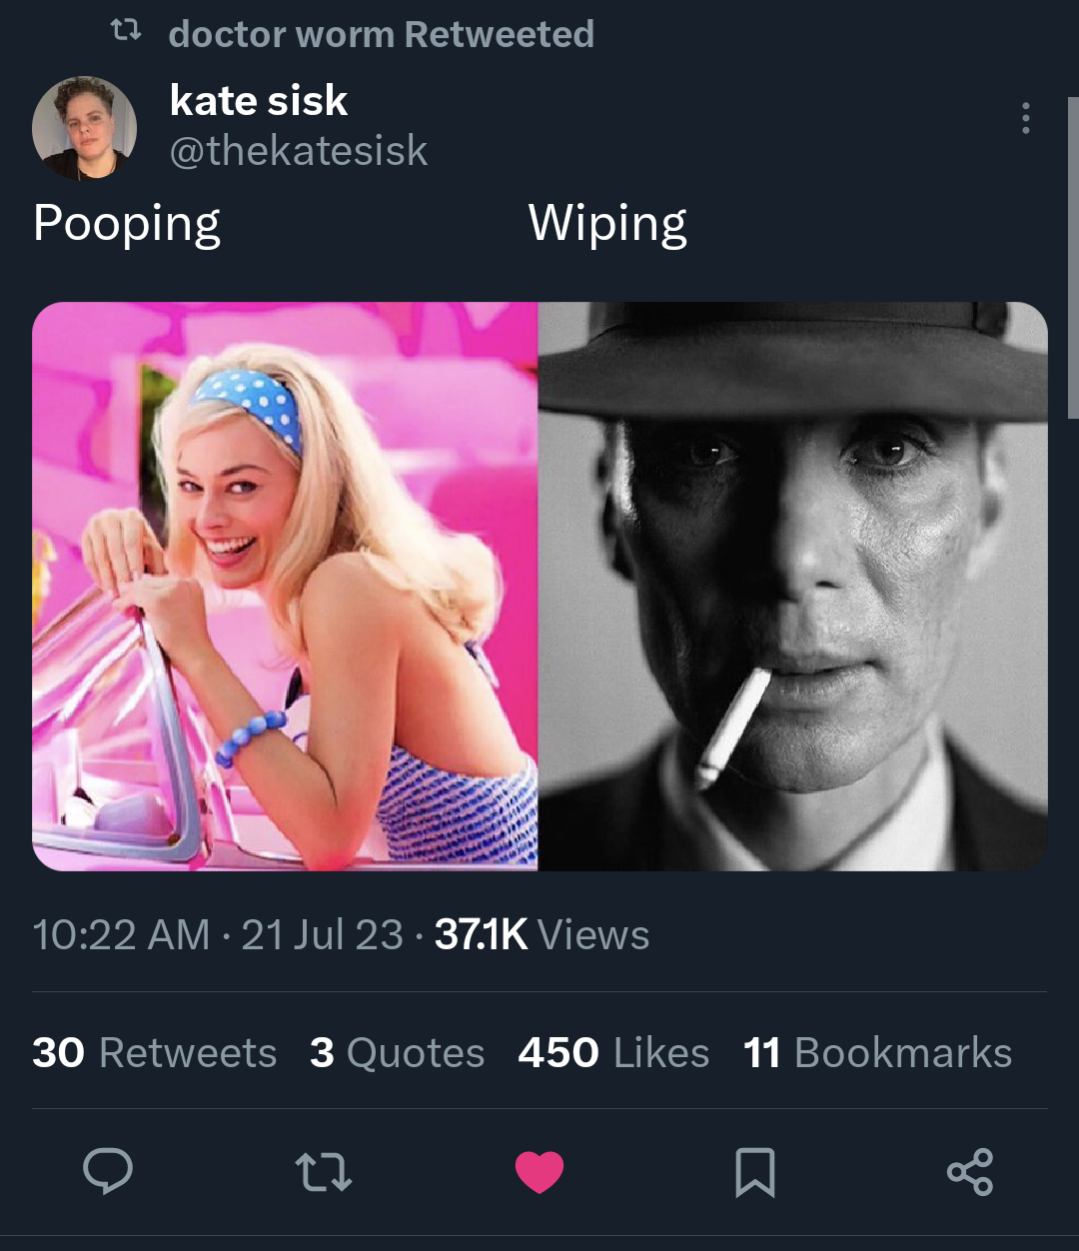 doctor worm Retweeted
kate sisk
@thekatesisk
Pooping Wiping
10:22 AM · 21 Jul 23 · 37.1K Views
30 Retweets 3 Quotes 450 Likes 11 Bookmarks